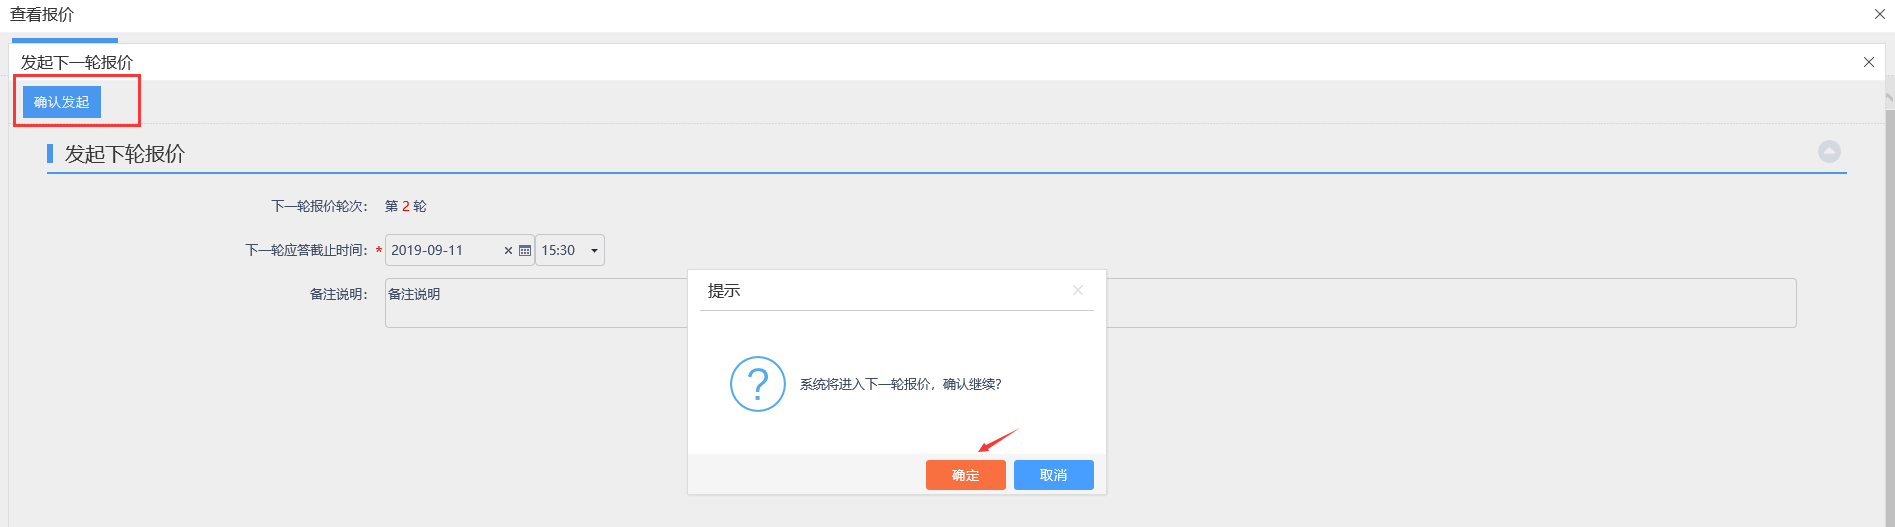 查看报价
发起下一轮报价
确认发起
发起下轮报价
下一轮报价轮次： 第 2 轮
下一轮应答截止时间：* 2019-09-11 15:30
备注说明： 备注说明
提示
系统将进入下一轮报价，确认继续?
确定 取消